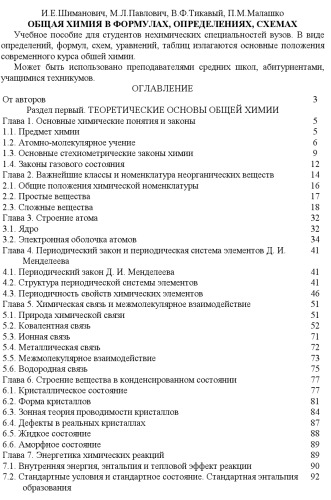 И.Е.Шиманович, М.Л.Павлович, В.Ф.Тикавый, П.М.Малашко
ОБЩАЯ ХИМИЯ В ФОРМУЛАХ, ОПРЕДЕЛЕНИЯХ, СХЕМАХ
Учебное пособие для студентов нехимических специальностей вузов. В виде
определений, формул, схем, уравнений, таблиц излагаются основные положения
современного курса общей химии.
Может быть использовано преподавателями средних школ, абитуриентами,
учащимися техникумов.
ОГЛАВЛЕНИЕ
От авторов 3
Раздел первый. ТЕОРЕТИЧЕСКИЕ ОСНОВЫ ОБЩЕЙ ХИМИИ
Глава 1. Основные химические понятия и законы 5
1.1. Предмет химии 5
1.2. Атомно-молекулярное учение 6
1.3. Основные стехиометрические законы химии 9
1.4. Законы газового состояния 12
Глава 2. Важнейшие классы и номенклатура неорганических веществ 14
2.1. Общие положения химической номенклатуры 16
2.2. Простые вещества 17
2.3. Сложные вещества 18
Глава 3. Строение атома 32
3.1. Ядро 32
3.2. Электронная оболочка атомов 34
Глава 4. Периодический закон и периодическая система элементов Д. И. 41
Менделеева
4.1. Периодический закон Д. И. Менделеева 41
4.2. Структура периодической системы элементов 41
4.3. Периодичность свойств химических элементов 46
Глава 5. Химическая связь и межмолекулярное взаимодействие 51
5.1. Природа химической связи 51
5.2. Ковалентная связь 52
5.3. Ионная связь 71
5.4. Металлическая связь 72
5.5. Межмолекулярное взаимодействие 73
5.6. Водородная связь 75
Глава 6. Строение вещества в конденсированном состоянии 77
6.1. Кристаллическое состояние 77
6.2. Форма кристаллов 81
6.3. Зонная теория проводимости кристаллов 84
6.4. Дефекты в реальных кристаллах 87
6.5. Жидкое состояние 88
6.6. Аморфное состояние 89
Глава 7. Энергетика химических реакций 89
7.1. Внутренняя энергия, энтальпия и тепловой эффект реакции 90
7.2. Стандартные условия и стандартное состояние. Стандартная энтальпия 92
образования